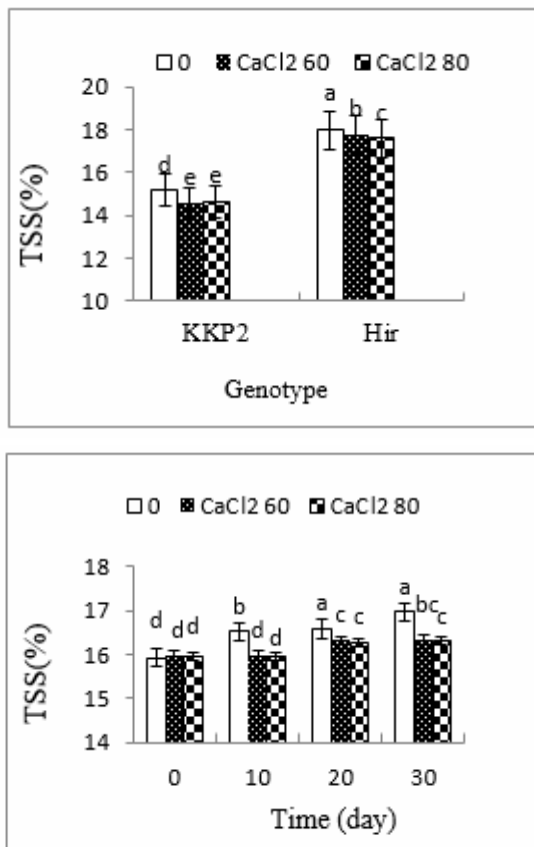 0 CaCl2 60 CaCl2 80
20
18
16
14
12
10
TSS(%)
d e e a b c
KKP2 Hir
Genotype
0 CaCl2 60 CaCl2 80
18
17
16
15
14
TSS(%)
d d d b d d a c c a bc c
0 10 20 30
Time (day)